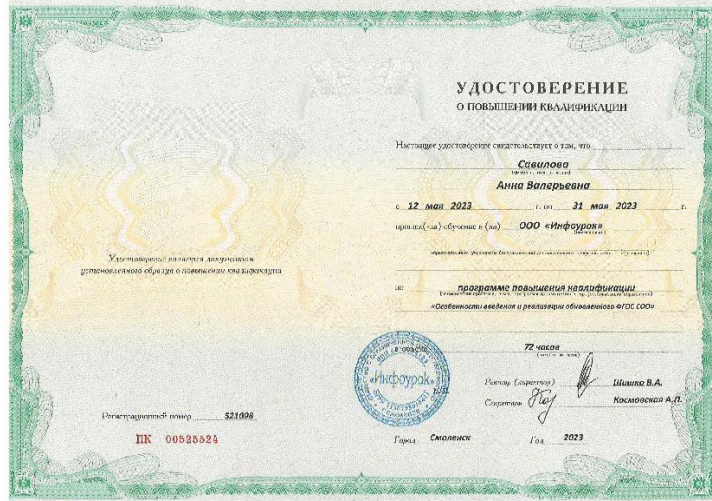 Удостоверение является документом
установленного образца о повышении квалификации
Регистрационный номер 521098
ПК 00525524
УДОСТОВЕРЕНИЕ
О ПОВЫШЕНИИ КВАЛИФИКАЦИИ
Настоящее удостоверение свидетельствует о том, что
Савилова
Анна Валерьевна
с 12 мая 2023 г. по 31 мая 2023 г.
прошел(-ла) обучение в (на) ООО «Инфоурок»
по программе повышения квалификации
«Особенности введения и реализации обновленного ФГОС СОО»
72 часов
«Инфоурок»
М.П.
Ректор (директор) Шишко В.А.
Секретарь Космовская А.П.
Город Смоленск Год 2023